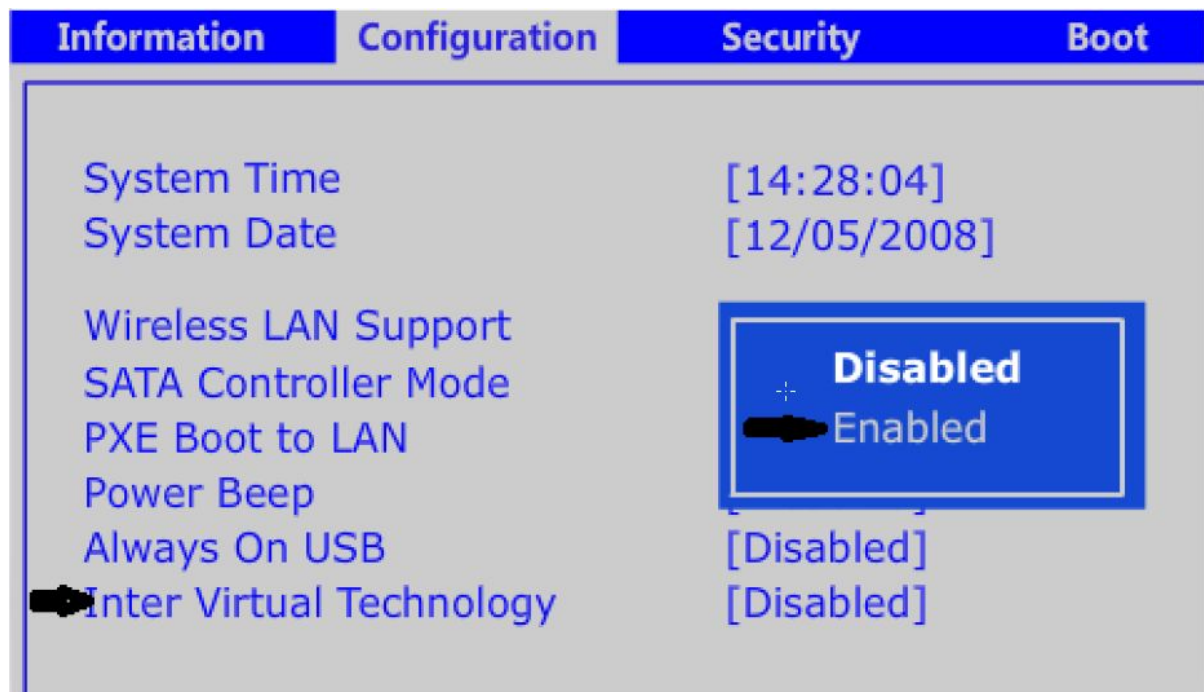 Information Configuration Security Boot
System Time [14:28:04]
System Date [12/05/2008]
Wireless LAN Support
Disabled
SATA Controller Mode
Enabled
PXE Boot to LAN
Power Beep
Always On USB [Disabled]
Inter Virtual Technology [Disabled]